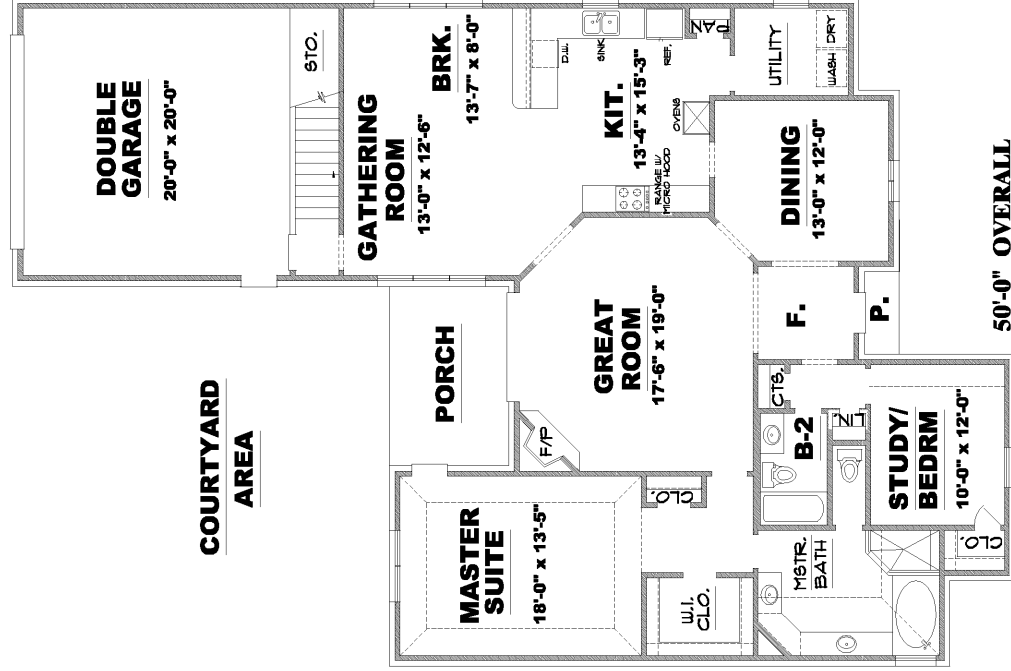 DOUBLE
GARAGE
20'-0" x 20'-0"
STO.
GATHERING
ROOM
13'-0" x 12'-6"
BRK.
13'-7" x 8'-0"
D.W.
SINK
REF.
PAN
KIT.
13'-4" x 15'-3"
OVENS
RANGE W/
MICRO HOOD
UTILITY
WASH
DRY
DINING
13'-0" x 12'-0"
50'-0" OVERALL
F.
P.
GREAT
ROOM
17'-6" x 19'-0"
PORCH
COURTYARD
AREA
F/P
CTS.
B-2
LIN.
STUDY/
BEDRM
10'-0" x 12'-0"
CLO.
CLO.
MASTER
SUITE
18'-0" x 13'-5"
W.I.
CLO.
MSTR.
BATH